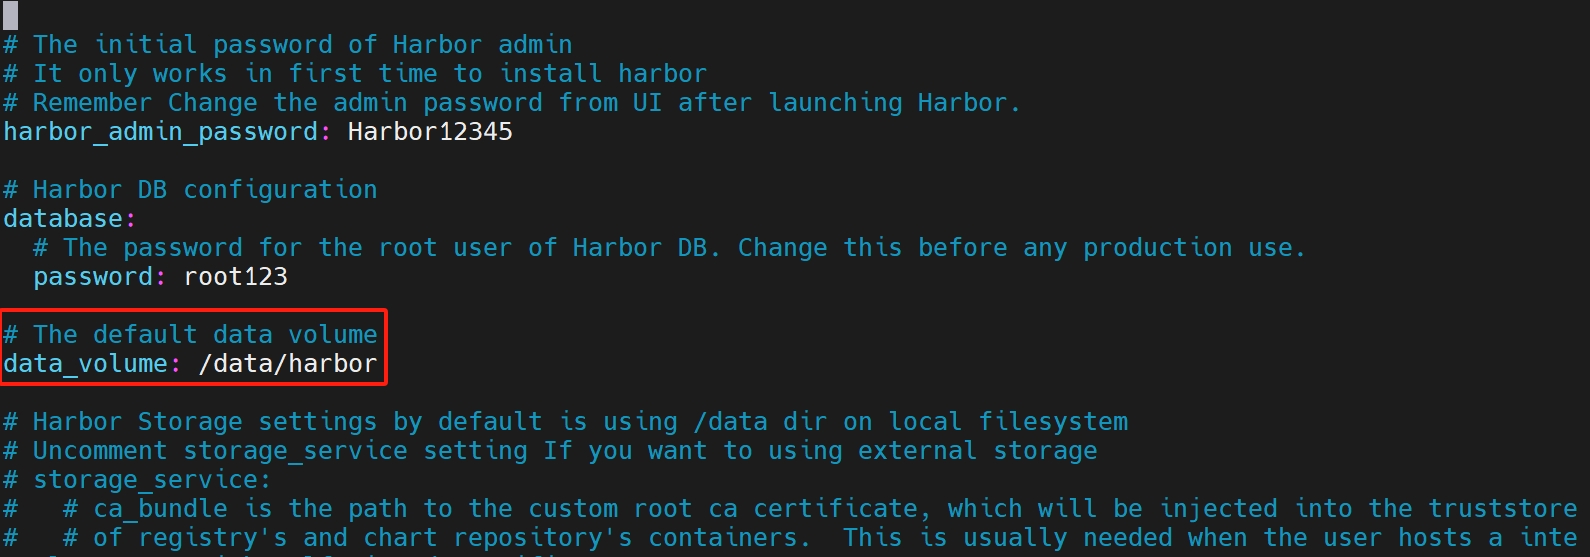 # The initial password of Harbor admin
# It only works in first time to install harbor
# Remember Change the admin password from UI after launching Harbor.
harbor_admin_password: Harbor12345
# Harbor DB configuration
database:
  # The password for the root user of Harbor DB. Change this before any production use.
  password: root123
# The default data volume
data_volume: /data/harbor
# Harbor Storage settings by default is using /data dir on local filesystem
# Uncomment storage_service setting If you want to using external storage
# storage_service:
#   # ca_bundle is the path to the custom root ca certificate, which will be injected into the truststore
#   # of registry's and chart repository's containers.  This is usually needed when the user hosts a inte